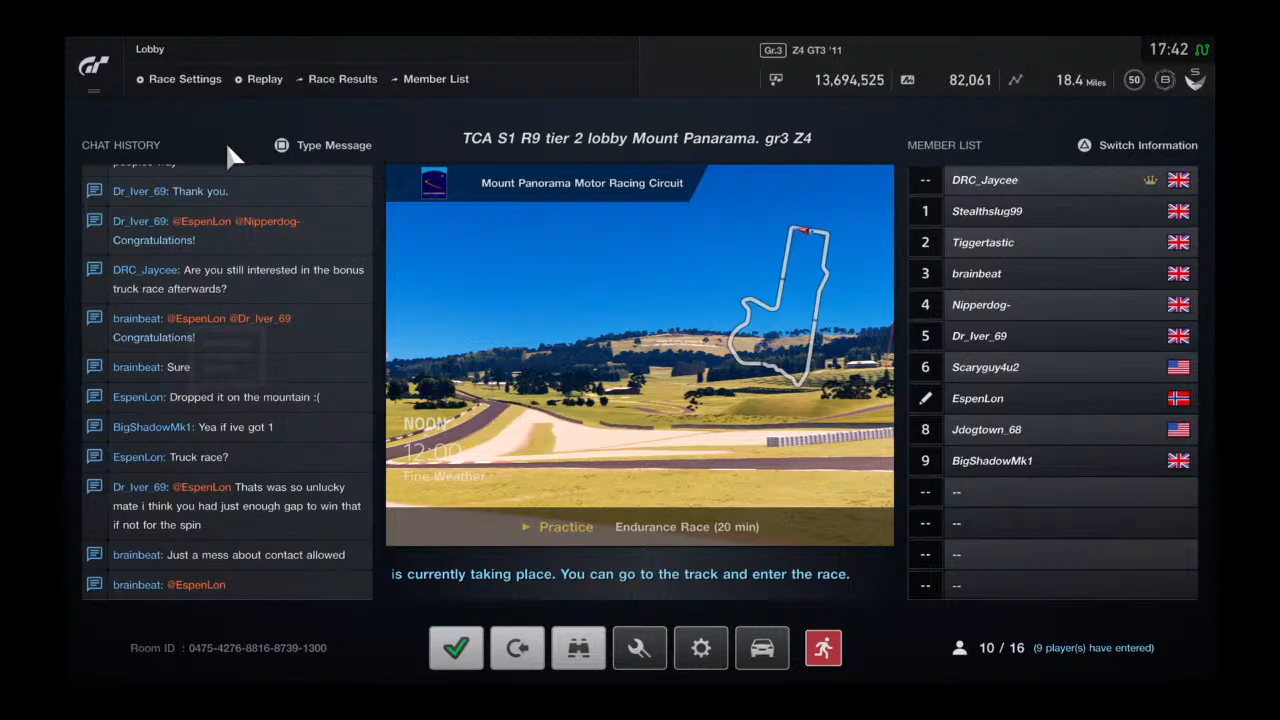 Lobby
Gr.3 Z4 GT3 '11
17:42
Race Settings Replay Race Results Member List
13,694,525 82,061 18.4 Miles 50 B S
CHAT HISTORY Type Message
TCA S1 R9 tier 2 lobby Mount Panarama. gr3 Z4
MEMBER LIST Switch Information
Dr_Iver_69: Thank you.
Dr_Iver_69: @EspenLon @Nipperdog-
Congratulations!
DRC_Jaycee: Are you still interested in the bonus
truck race afterwards?
brainbeat: @EspenLon @Dr_Iver_69
Congratulations!
brainbeat: Sure
EspenLon: Dropped it on the mountain :(
BigShadowMk1: Yea if ive got 1
EspenLon: Truck race?
Dr_Iver_69: @EspenLon Thats was so unlucky
mate i think you had just enough gap to win that
if not for the spin
brainbeat: Just a mess about contact allowed
brainbeat: @EspenLon
Mount Panorama Motor Racing Circuit
NOON
12:00
Fine Weather
Practice Endurance Race (20 min)
is currently taking place. You can go to the track and enter the race.
-- DRC_Jaycee
1 Stealthslug99
2 Tiggertastic
3 brainbeat
4 Nipperdog-
5 Dr_Iver_69
6 Scaryguy4u2
EspenLon
8 Jdogtown_68
9 BigShadowMk1
-- --
-- --
-- --
-- --
Room ID : 0475-4276-8816-8739-1300
10 / 16 (9 player(s) have entered)